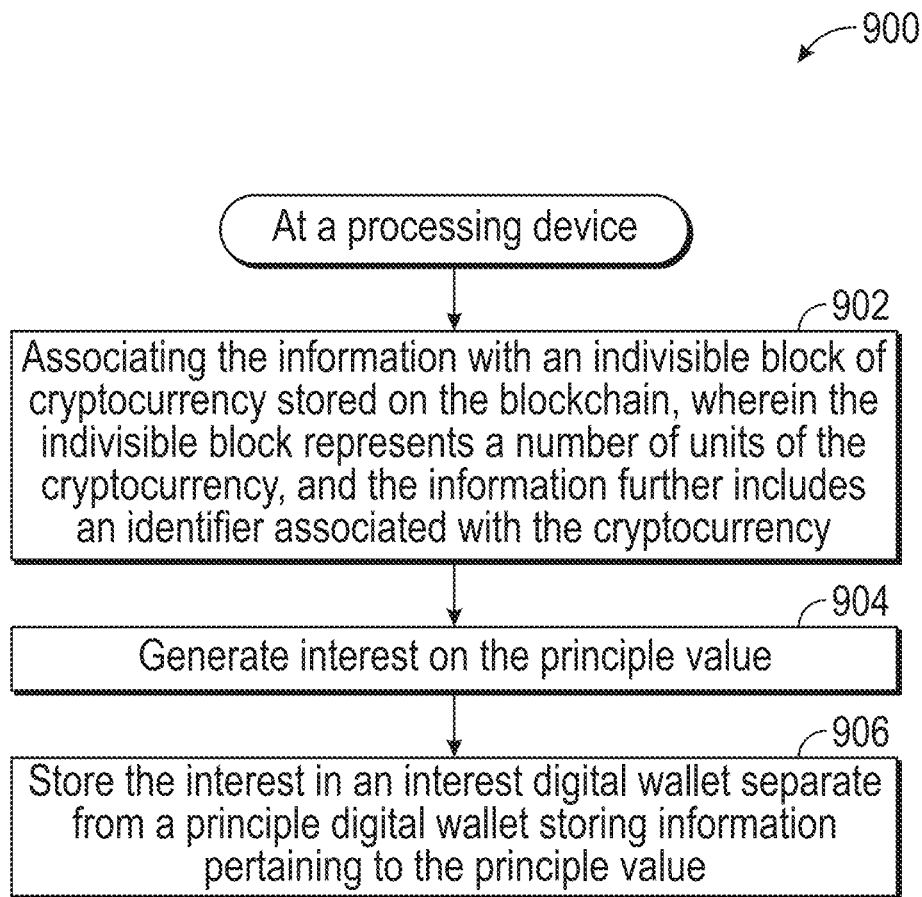 900
At a processing device
902
Associating the information with an indivisible block of
cryptocurrency stored on the blockchain, wherein the
indivisible block represents a number of units of the
cryptocurrency, and the information further includes
an identifier associated with the cryptocurrency
904
Generate interest on the principle value
906
Store the interest in an interest digital wallet separate
from a principle digital wallet storing information
pertaining to the principle value